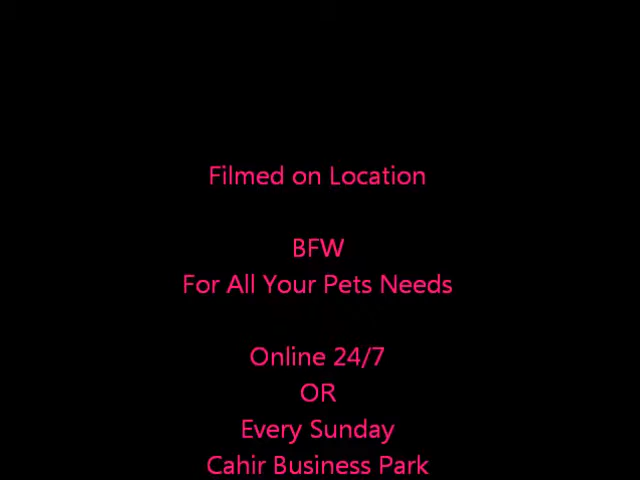 Filmed on Location
BFW
For All Your Pets Needs
Online 24/7
OR
Every Sunday
Cahir Business Park